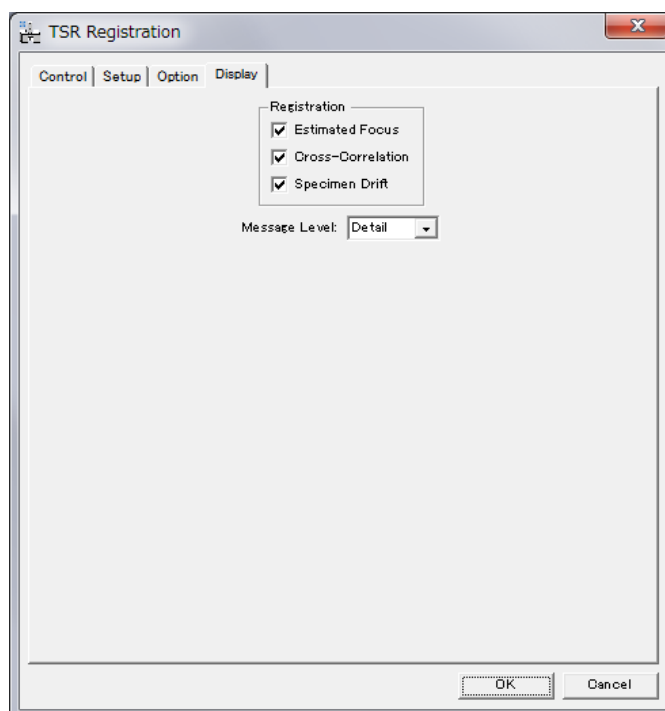 TSR Registration
Control Setup Option Display
Registration
Estimated Focus
Cross-Correlation
Specimen Drift
Message Level: Detail
OK Cancel